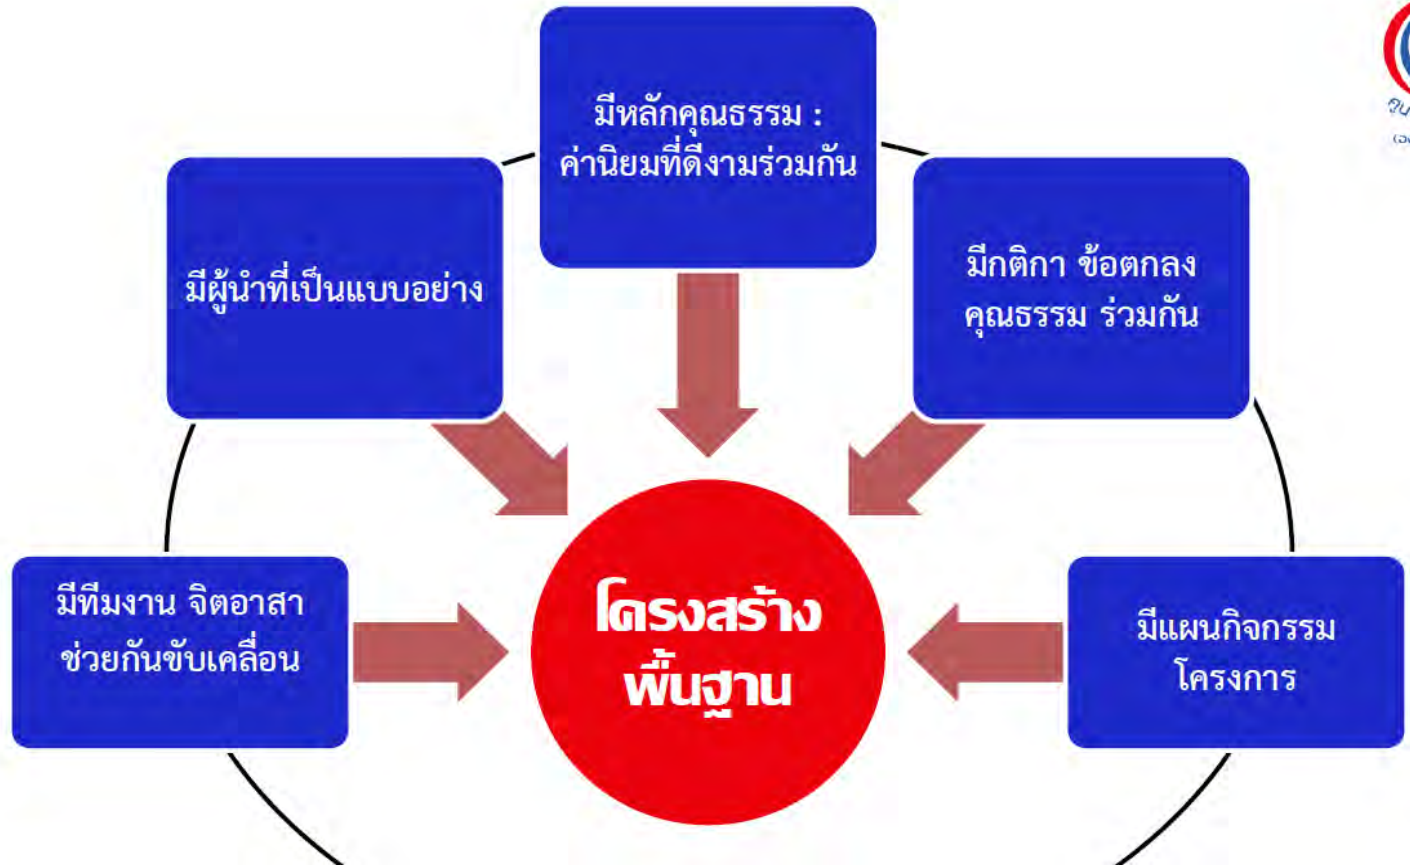 มีหลักคุณธรรม :
ค่านิยมที่ดีงามร่วมกัน
มีผู้นำที่เป็นแบบอย่าง
มีกติกา ข้อตกลง
คุณธรรม ร่วมกัน
มีทีมงาน จิตอาสา
ช่วยกันขับเคลื่อน
โครงสร้าง
พื้นฐาน
มีแผนกิจกรรม
โครงการ